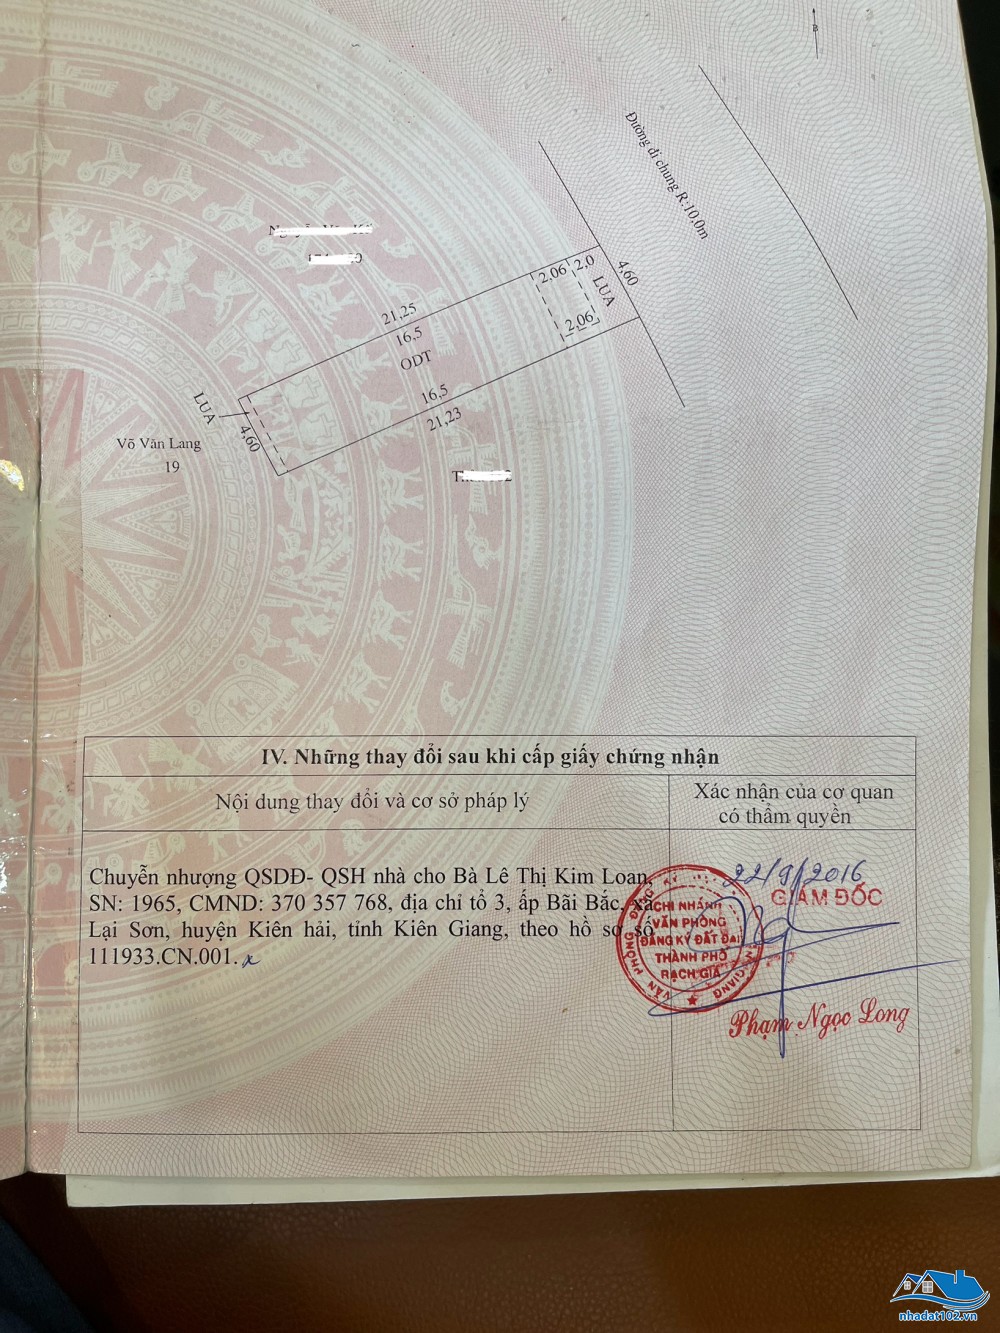 B
Đường đi chung R:10,0m
2,06
2,0
4,60
LUA
2,06
21,25
16,5
ODT
16,5
21,23
LUA
4,60
Võ Văn Lang
19
IV. Những thay đổi sau khi cấp giấy chứng nhận
Nội dung thay đổi và cơ sở pháp lý
Xác nhận của cơ quan
có thẩm quyền
Chuyển nhượng QSDĐ- QSH nhà cho Bà Lê Thị Kim Loan,
SN: 1965, CMND: 370 357 768, địa chỉ tổ 3, ấp Bãi Bắc, xã
Lại Sơn, huyện Kiên hải, tỉnh Kiên Giang, theo hồ sơ số
111933.CN.001.
22/9/2016
GIÁM ĐỐC
CHI NHÁNH
VĂN PHÒNG
ĐĂNG KÝ ĐẤT ĐAI
THÀNH PHỐ
RẠCH GIÁ
Phạm Ngọc Long
nhadat102.vn